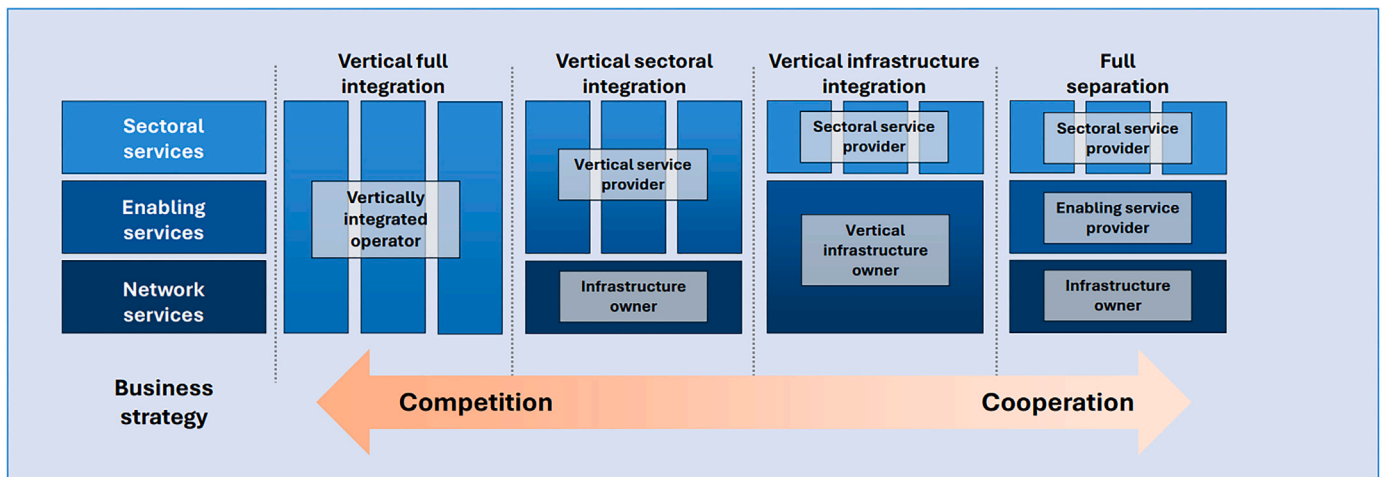 Vertical full
integration
Vertical sectoral
integration
Vertical infrastructure
integration
Full
separation
Sectoral
services
Enabling
services
Network
services
Vertically
integrated
operator
Vertical service
provider
Infrastructure
owner
Sectoral service
provider
Vertical
infrastructure
owner
Sectoral service
provider
Enabling service
provider
Infrastructure
owner
Business
strategy
Competition
Cooperation